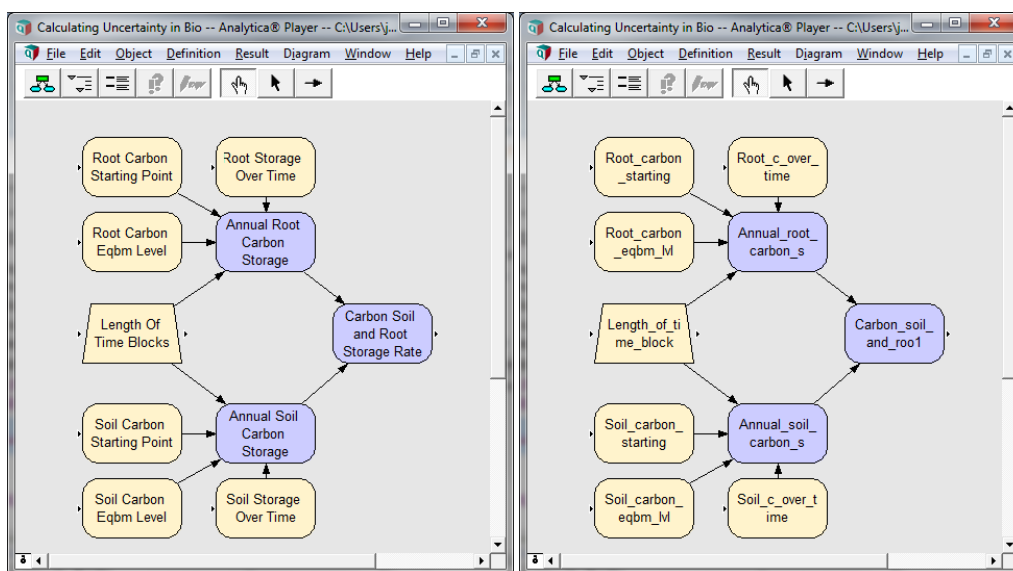 Calculating Uncertainty in Bio -- Analytica® Player -- C:\Users\j...
File Edit Object Definition Result Diagram Window Help
Root Carbon
Starting Point
Root Storage
Over Time
Root Carbon
Eqbm Level
Annual Root
Carbon
Storage
Length Of
Time Blocks
Carbon Soil
and Root
Storage Rate
Soil Carbon
Starting Point
Annual Soil
Carbon
Storage
Soil Carbon
Eqbm Level
Soil Storage
Over Time
Calculating Uncertainty in Bio -- Analytica® Player -- C:\Users\j...
File Edit Object Definition Result Diagram Window Help
Root_carbon
_starting
Root_c_over_
time
Root_carbon
_eqbm_lvl
Annual_root_
carbon_s
Length_of_ti
me_block
Carbon_soil_
and_roo1
Soil_carbon_
starting
Annual_soil_
carbon_s
Soil_carbon_
eqbm_lvl
Soil_c_over_t
ime